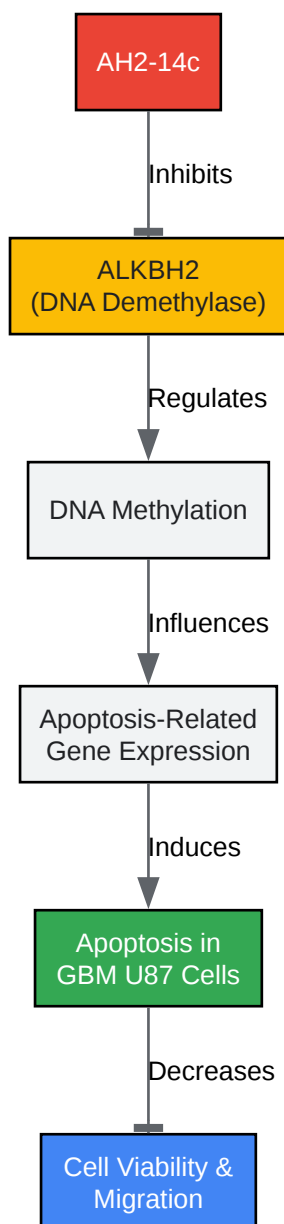 AH2-14c
Inhibits
ALKBH2
(DNA Demethylase)
Regulates
DNA Methylation
Influences
Apoptosis-Related
Gene Expression
Induces
Apoptosis in
GBM U87 Cells
Decreases
Cell Viability &
Migration